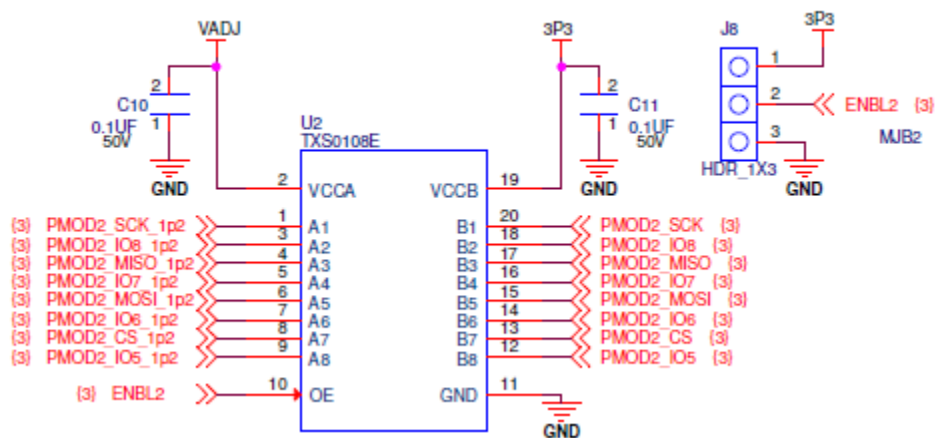 VADJ
3P3
J8
3P3
2
C10
0.1UF
50V
1
GND
U2
TXS0108E
2
C11
0.1UF
50V
1
GND
1
2
ENBL2 {3}
MJB2
3
HDR_1X3
GND
2 VCCA VCCB 19
{3} PMOD2_SCK_1p2 1 A1 B1 20 PMOD2_SCK {3}
{3} PMOD2_IO8_1p2 3 A2 B2 18 PMOD2_IO8 {3}
{3} PMOD2_MISO_1p2 4 A3 B3 17 PMOD2_MISO {3}
{3} PMOD2_IO7_1p2 5 A4 B4 16 PMOD2_IO7 {3}
{3} PMOD2_MOSI_1p2 6 A5 B5 15 PMOD2_MOSI {3}
{3} PMOD2_IO6_1p2 7 A6 B6 14 PMOD2_IO6 {3}
{3} PMOD2_CS_1p2 8 A7 B7 13 PMOD2_CS {3}
{3} PMOD2_IO5_1p2 9 A8 B8 12 PMOD2_IO5 {3}
{3} ENBL2 10 OE GND 11
GND